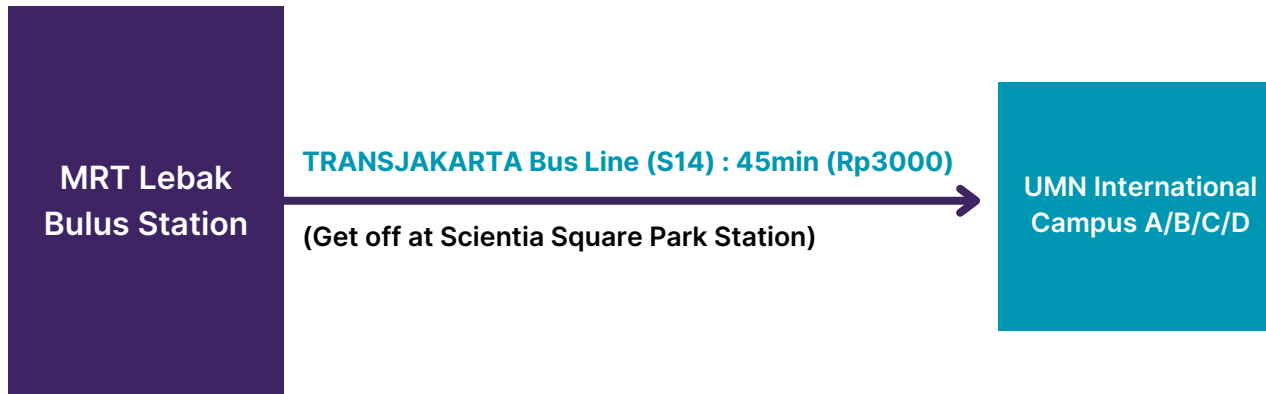 MRT Lebak
Bulus Station
TRANSJAKARTA Bus Line (S14) : 45min (Rp3000)
(Get off at Scientia Square Park Station)
UMN International
Campus A/B/C/D